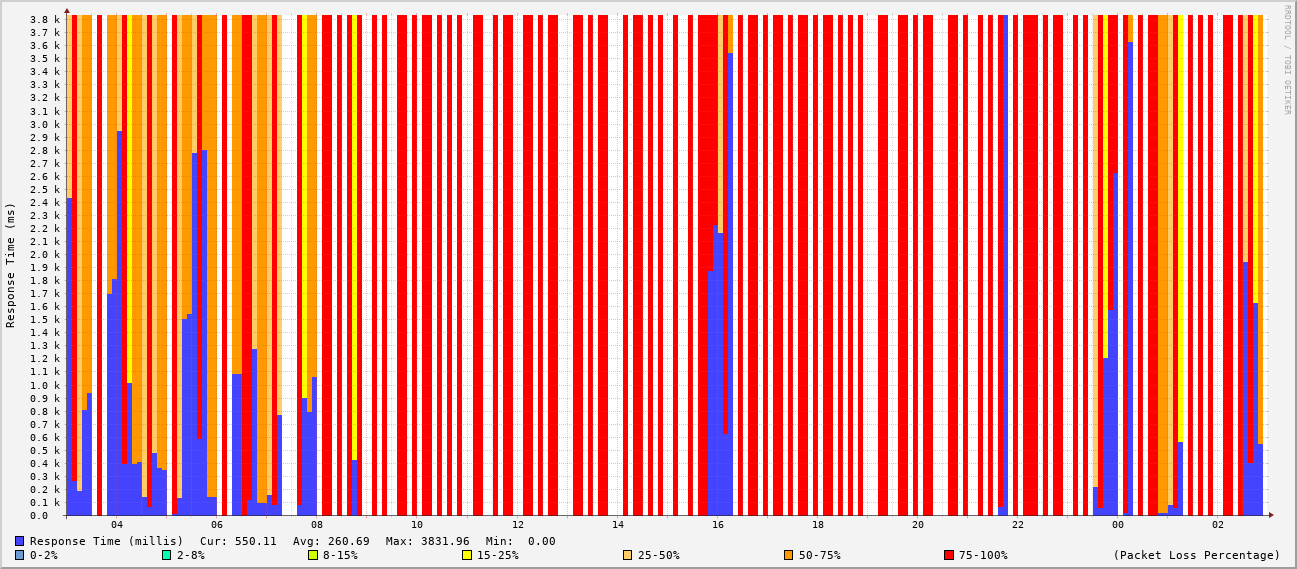 RRDTOOL / TOBI OETIKER
Response Time (ms)
3.8 k
3.7 k
3.6 k
3.5 k
3.4 k
3.3 k
3.2 k
3.1 k
3.0 k
2.9 k
2.8 k
2.7 k
2.6 k
2.5 k
2.4 k
2.3 k
2.2 k
2.1 k
2.0 k
1.9 k
1.8 k
1.7 k
1.6 k
1.5 k
1.4 k
1.3 k
1.2 k
1.1 k
1.0 k
0.9 k
0.8 k
0.7 k
0.6 k
0.5 k
0.4 k
0.3 k
0.2 k
0.1 k
0.0
04 06 08 10 12 14 16 18 20 22 00 02
Response Time (millis) Cur: 550.11 Avg: 260.69 Max: 3831.96 Min: 0.00
0-2% 2-8% 8-15% 15-25% 25-50% 50-75% 75-100% (Packet Loss Percentage)